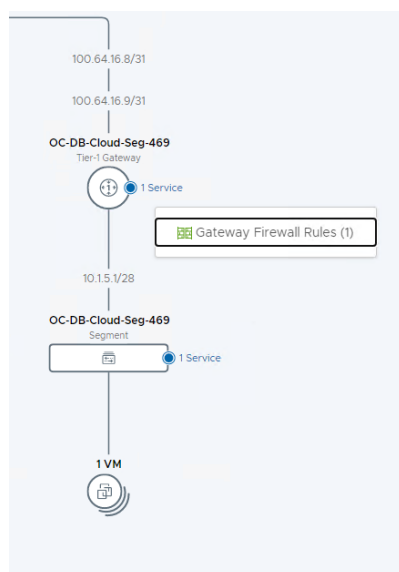 100.64.16.8/31
100.64.16.9/31
OC-DB-Cloud-Seg-469
Tier-1 Gateway
1 Service
Gateway Firewall Rules (1)
10.1.5.1/28
OC-DB-Cloud-Seg-469
Segment
1 Service
1 VM